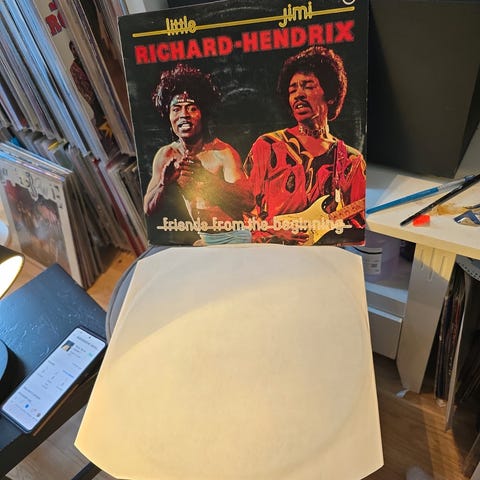 little jimi
RICHARD-HENDRIX
friends from the beginning